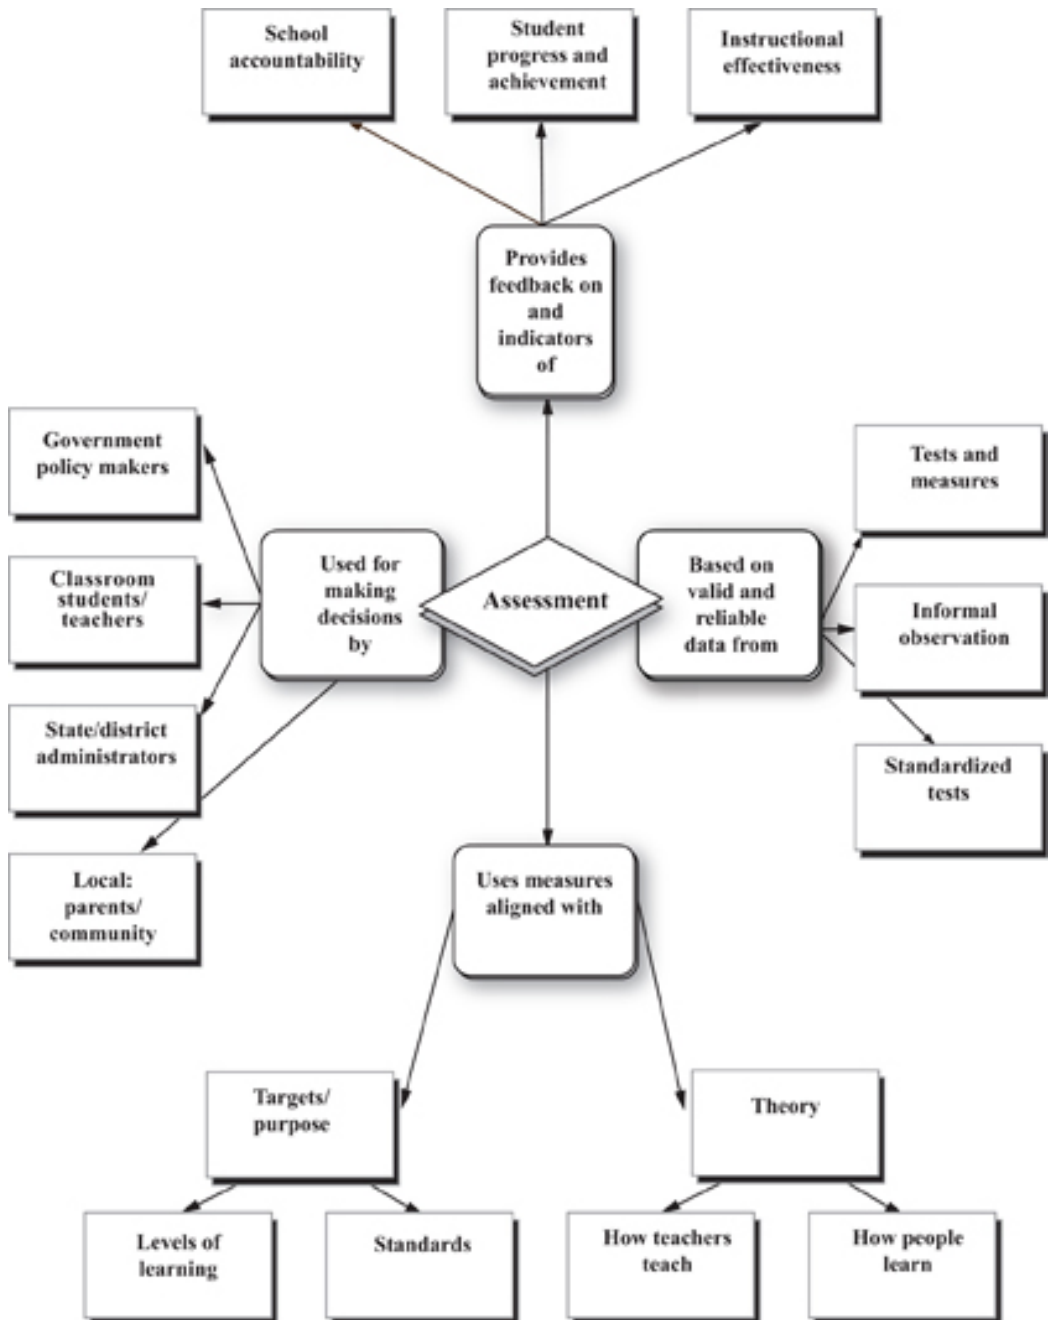 School
accountability
Student
progress and
achievement
Instructional
effectiveness
Provides
feedback on
and
indicators
of
Government
policy makers
Classroom
students/
teachers
State/district
administrators
Local:
parents/
community
Used for
making
decisions
by
Assessment
Based on
valid and
reliable
data from
Tests and
measures
Informal
observation
Standardized
tests
Uses measures
aligned with
Targets/
purpose
Theory
Levels of
learning
Standards
How teachers
teach
How people
learn